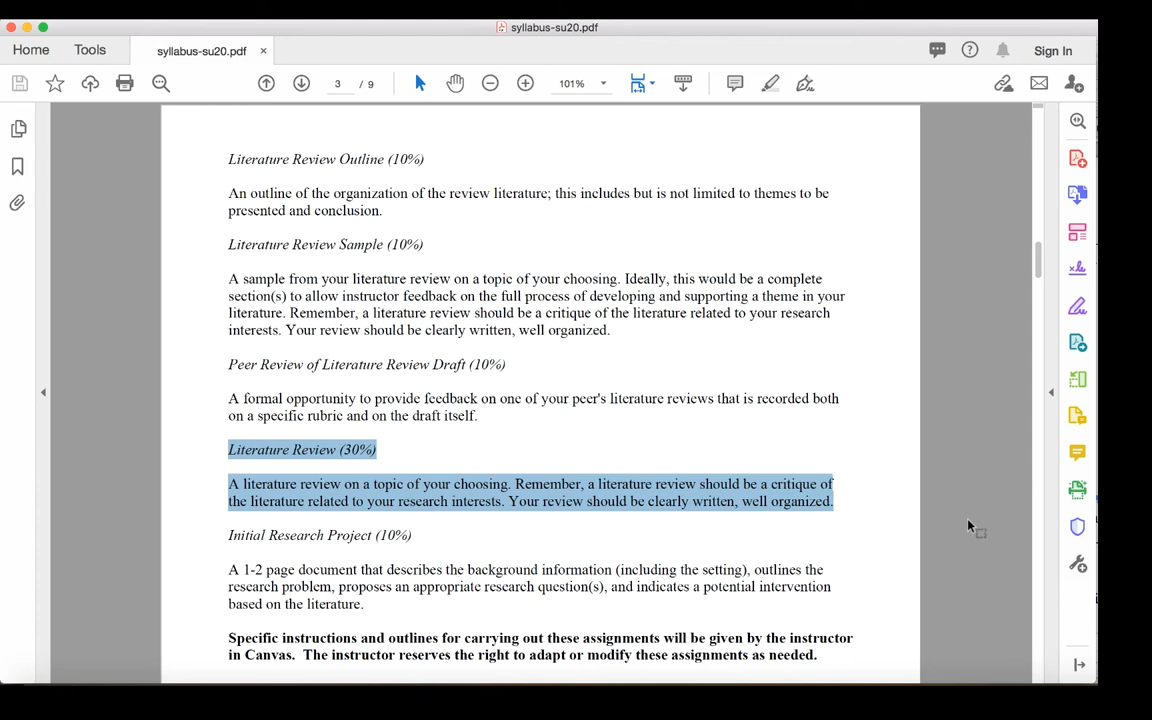 syllabus-su20.pdf
Home
Tools
syllabus-su20.pdf
×
Sign In
3 / 9
101%
Literature Review Outline (10%)
An outline of the organization of the review literature; this includes but is not limited to themes to be
presented and conclusion.
Literature Review Sample (10%)
A sample from your literature review on a topic of your choosing. Ideally, this would be a complete
section(s) to allow instructor feedback on the full process of developing and supporting a theme in your
literature. Remember, a literature review should be a critique of the literature related to your research
interests. Your review should be clearly written, well organized.
Peer Review of Literature Review Draft (10%)
A formal opportunity to provide feedback on one of your peer's literature reviews that is recorded both
on a specific rubric and on the draft itself.
Literature Review (30%)
A literature review on a topic of your choosing. Remember, a literature review should be a critique of
the literature related to your research interests. Your review should be clearly written, well organized.
Initial Research Project (10%)
A 1-2 page document that describes the background information (including the setting), outlines the
research problem, proposes an appropriate research question(s), and indicates a potential intervention
based on the literature.
Specific instructions and outlines for carrying out these assignments will be given by the instructor
in Canvas.  The instructor reserves the right to adapt or modify these assignments as needed.